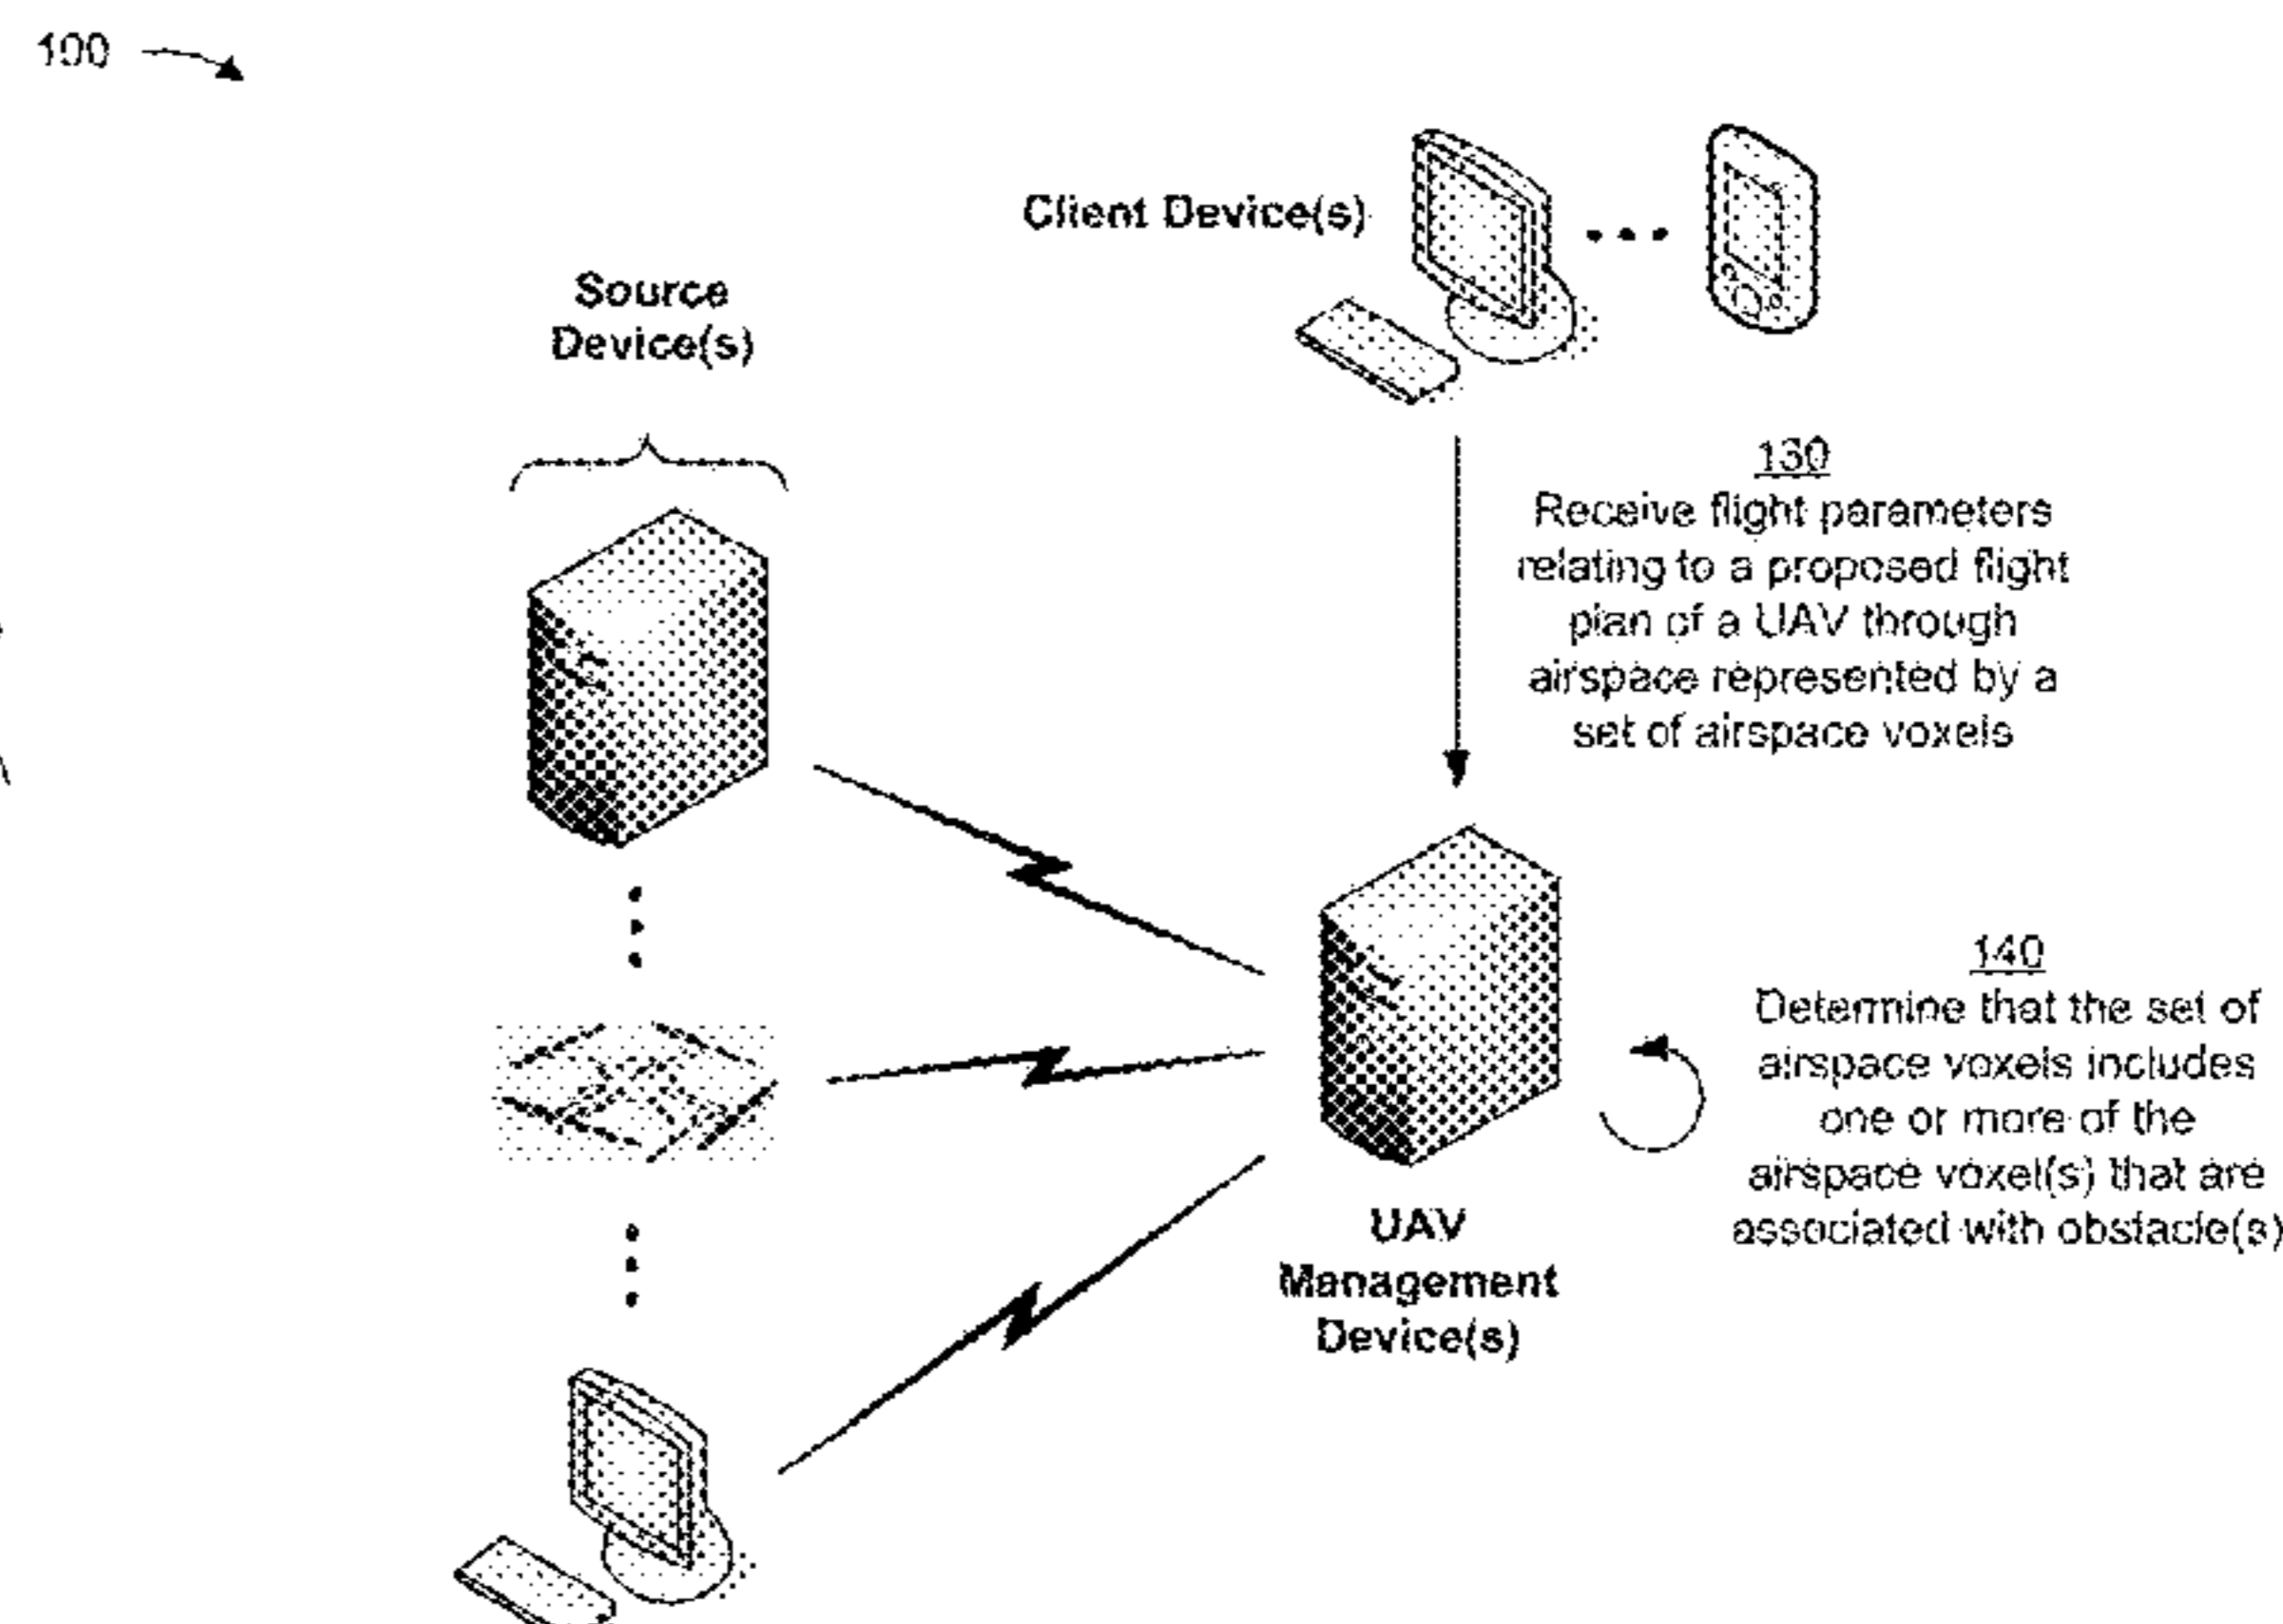 100
Client Device(s)
Source
Device(s)
130
Receive flight parameters
relating to a proposed flight
plan of a UAV through
airspace represented by a
set of airspace voxels
140
Determine that the set of
airspace voxels includes
one or more of the
airspace voxel(s) that are
associated with obstacle(s)
UAV
Management
Device(s)